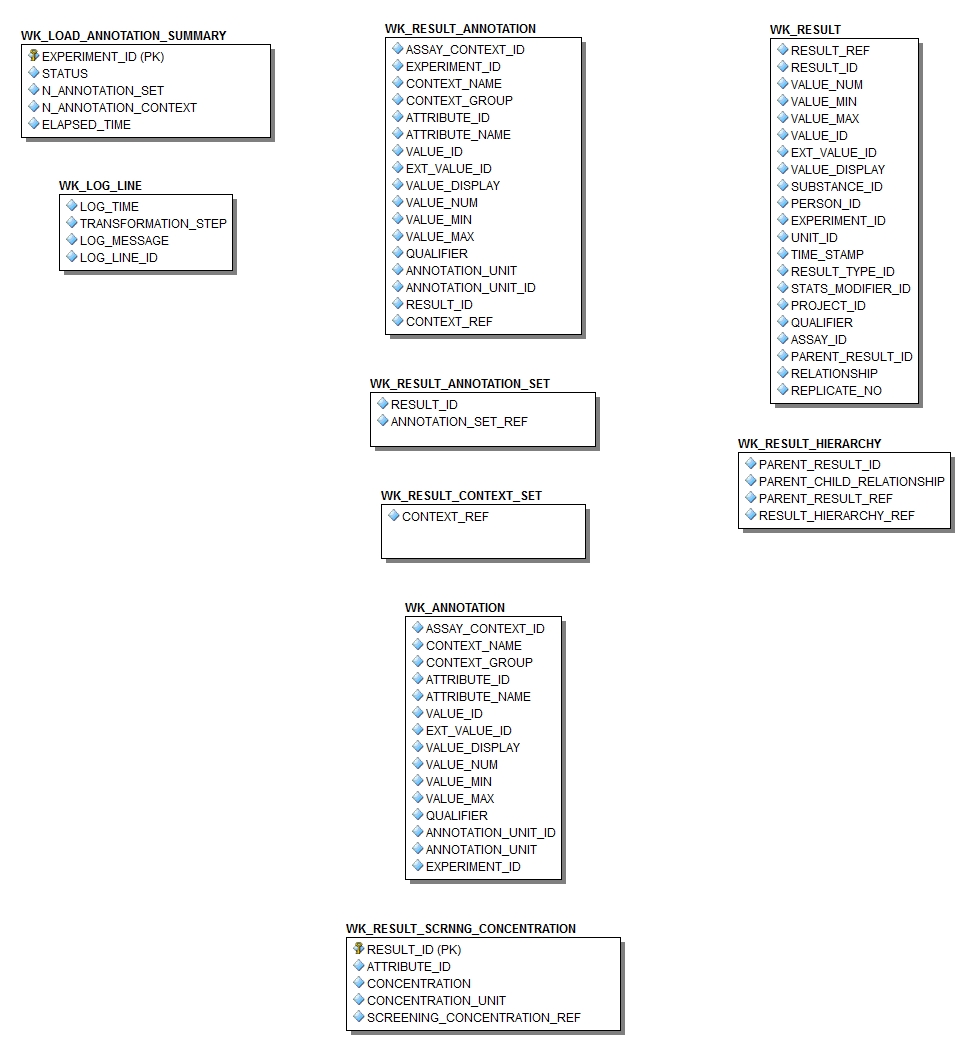 WK_LOAD_ANNOTATION_SUMMARY
EXPERIMENT_ID (PK)
STATUS
N_ANNOTATION_SET
N_ANNOTATION_CONTEXT
ELAPSED_TIME
WK_LOG_LINE
LOG_TIME
TRANSFORMATION_STEP
LOG_MESSAGE
LOG_LINE_ID
WK_RESULT_ANNOTATION
ASSAY_CONTEXT_ID
EXPERIMENT_ID
CONTEXT_NAME
CONTEXT_GROUP
ATTRIBUTE_ID
ATTRIBUTE_NAME
VALUE_ID
EXT_VALUE_ID
VALUE_DISPLAY
VALUE_NUM
VALUE_MIN
VALUE_MAX
QUALIFIER
ANNOTATION_UNIT
ANNOTATION_UNIT_ID
RESULT_ID
CONTEXT_REF
WK_RESULT_ANNOTATION_SET
RESULT_ID
ANNOTATION_SET_REF
WK_RESULT_CONTEXT_SET
CONTEXT_REF
WK_ANNOTATION
ASSAY_CONTEXT_ID
CONTEXT_NAME
CONTEXT_GROUP
ATTRIBUTE_ID
ATTRIBUTE_NAME
VALUE_ID
EXT_VALUE_ID
VALUE_DISPLAY
VALUE_NUM
VALUE_MIN
VALUE_MAX
QUALIFIER
ANNOTATION_UNIT_ID
ANNOTATION_UNIT
EXPERIMENT_ID
WK_RESULT_SCRNNG_CONCENTRATION
RESULT_ID (PK)
ATTRIBUTE_ID
CONCENTRATION
CONCENTRATION_UNIT
SCREENING_CONCENTRATION_REF
WK_RESULT
RESULT_REF
RESULT_ID
VALUE_NUM
VALUE_MIN
VALUE_MAX
VALUE_ID
EXT_VALUE_ID
VALUE_DISPLAY
SUBSTANCE_ID
PERSON_ID
EXPERIMENT_ID
UNIT_ID
TIME_STAMP
RESULT_TYPE_ID
STATS_MODIFIER_ID
PROJECT_ID
QUALIFIER
ASSAY_ID
PARENT_RESULT_ID
RELATIONSHIP
REPLICATE_NO
WK_RESULT_HIERARCHY
PARENT_RESULT_ID
PARENT_CHILD_RELATIONSHIP
PARENT_RESULT_REF
RESULT_HIERARCHY_REF